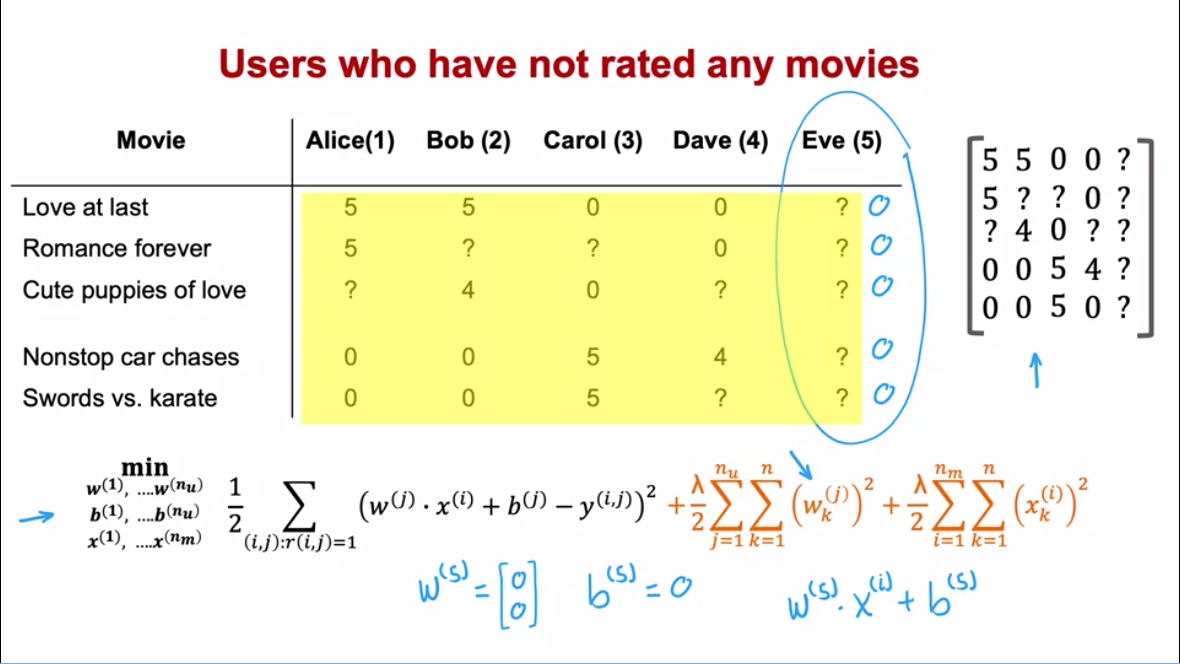 Users who have not rated any movies
Movie Alice(1) Bob (2) Carol (3) Dave (4) Eve (5)
Love at last 5 5 0 0 ? 0
Romance forever 5 ? ? 0 ? 0
Cute puppies of love ? 4 0 ? ? 0
Nonstop car chases 0 0 5 4 ? 0
Swords vs. karate 0 0 5 ? ? 0
5 5 0 0 ?
5 ? ? 0 ?
? 4 0 ? ?
0 0 5 4 ?
0 0 5 0 ?
min
w⁽¹⁾, ....w⁽ⁿᵘ⁾
b⁽¹⁾, ....b⁽ⁿᵘ⁾
x⁽¹⁾, ....x⁽ⁿᵐ⁾
1/2 ∑_{(i,j):r(i,j)=1} (w^{(j)} · x^{(i)} + b^{(j)} − y^{(i,j)})² + λ/2 ∑_{j=1}^{n_u} ∑_{k=1}^{n} (w_k^{(j)})² + λ/2 ∑_{i=1}^{n_m} ∑_{k=1}^{n} (x_k^{(i)})²
w^{(5)} = [0 0] b^{(5)} = 0 w^{(5)} · x^{(i)} + b^{(5)}